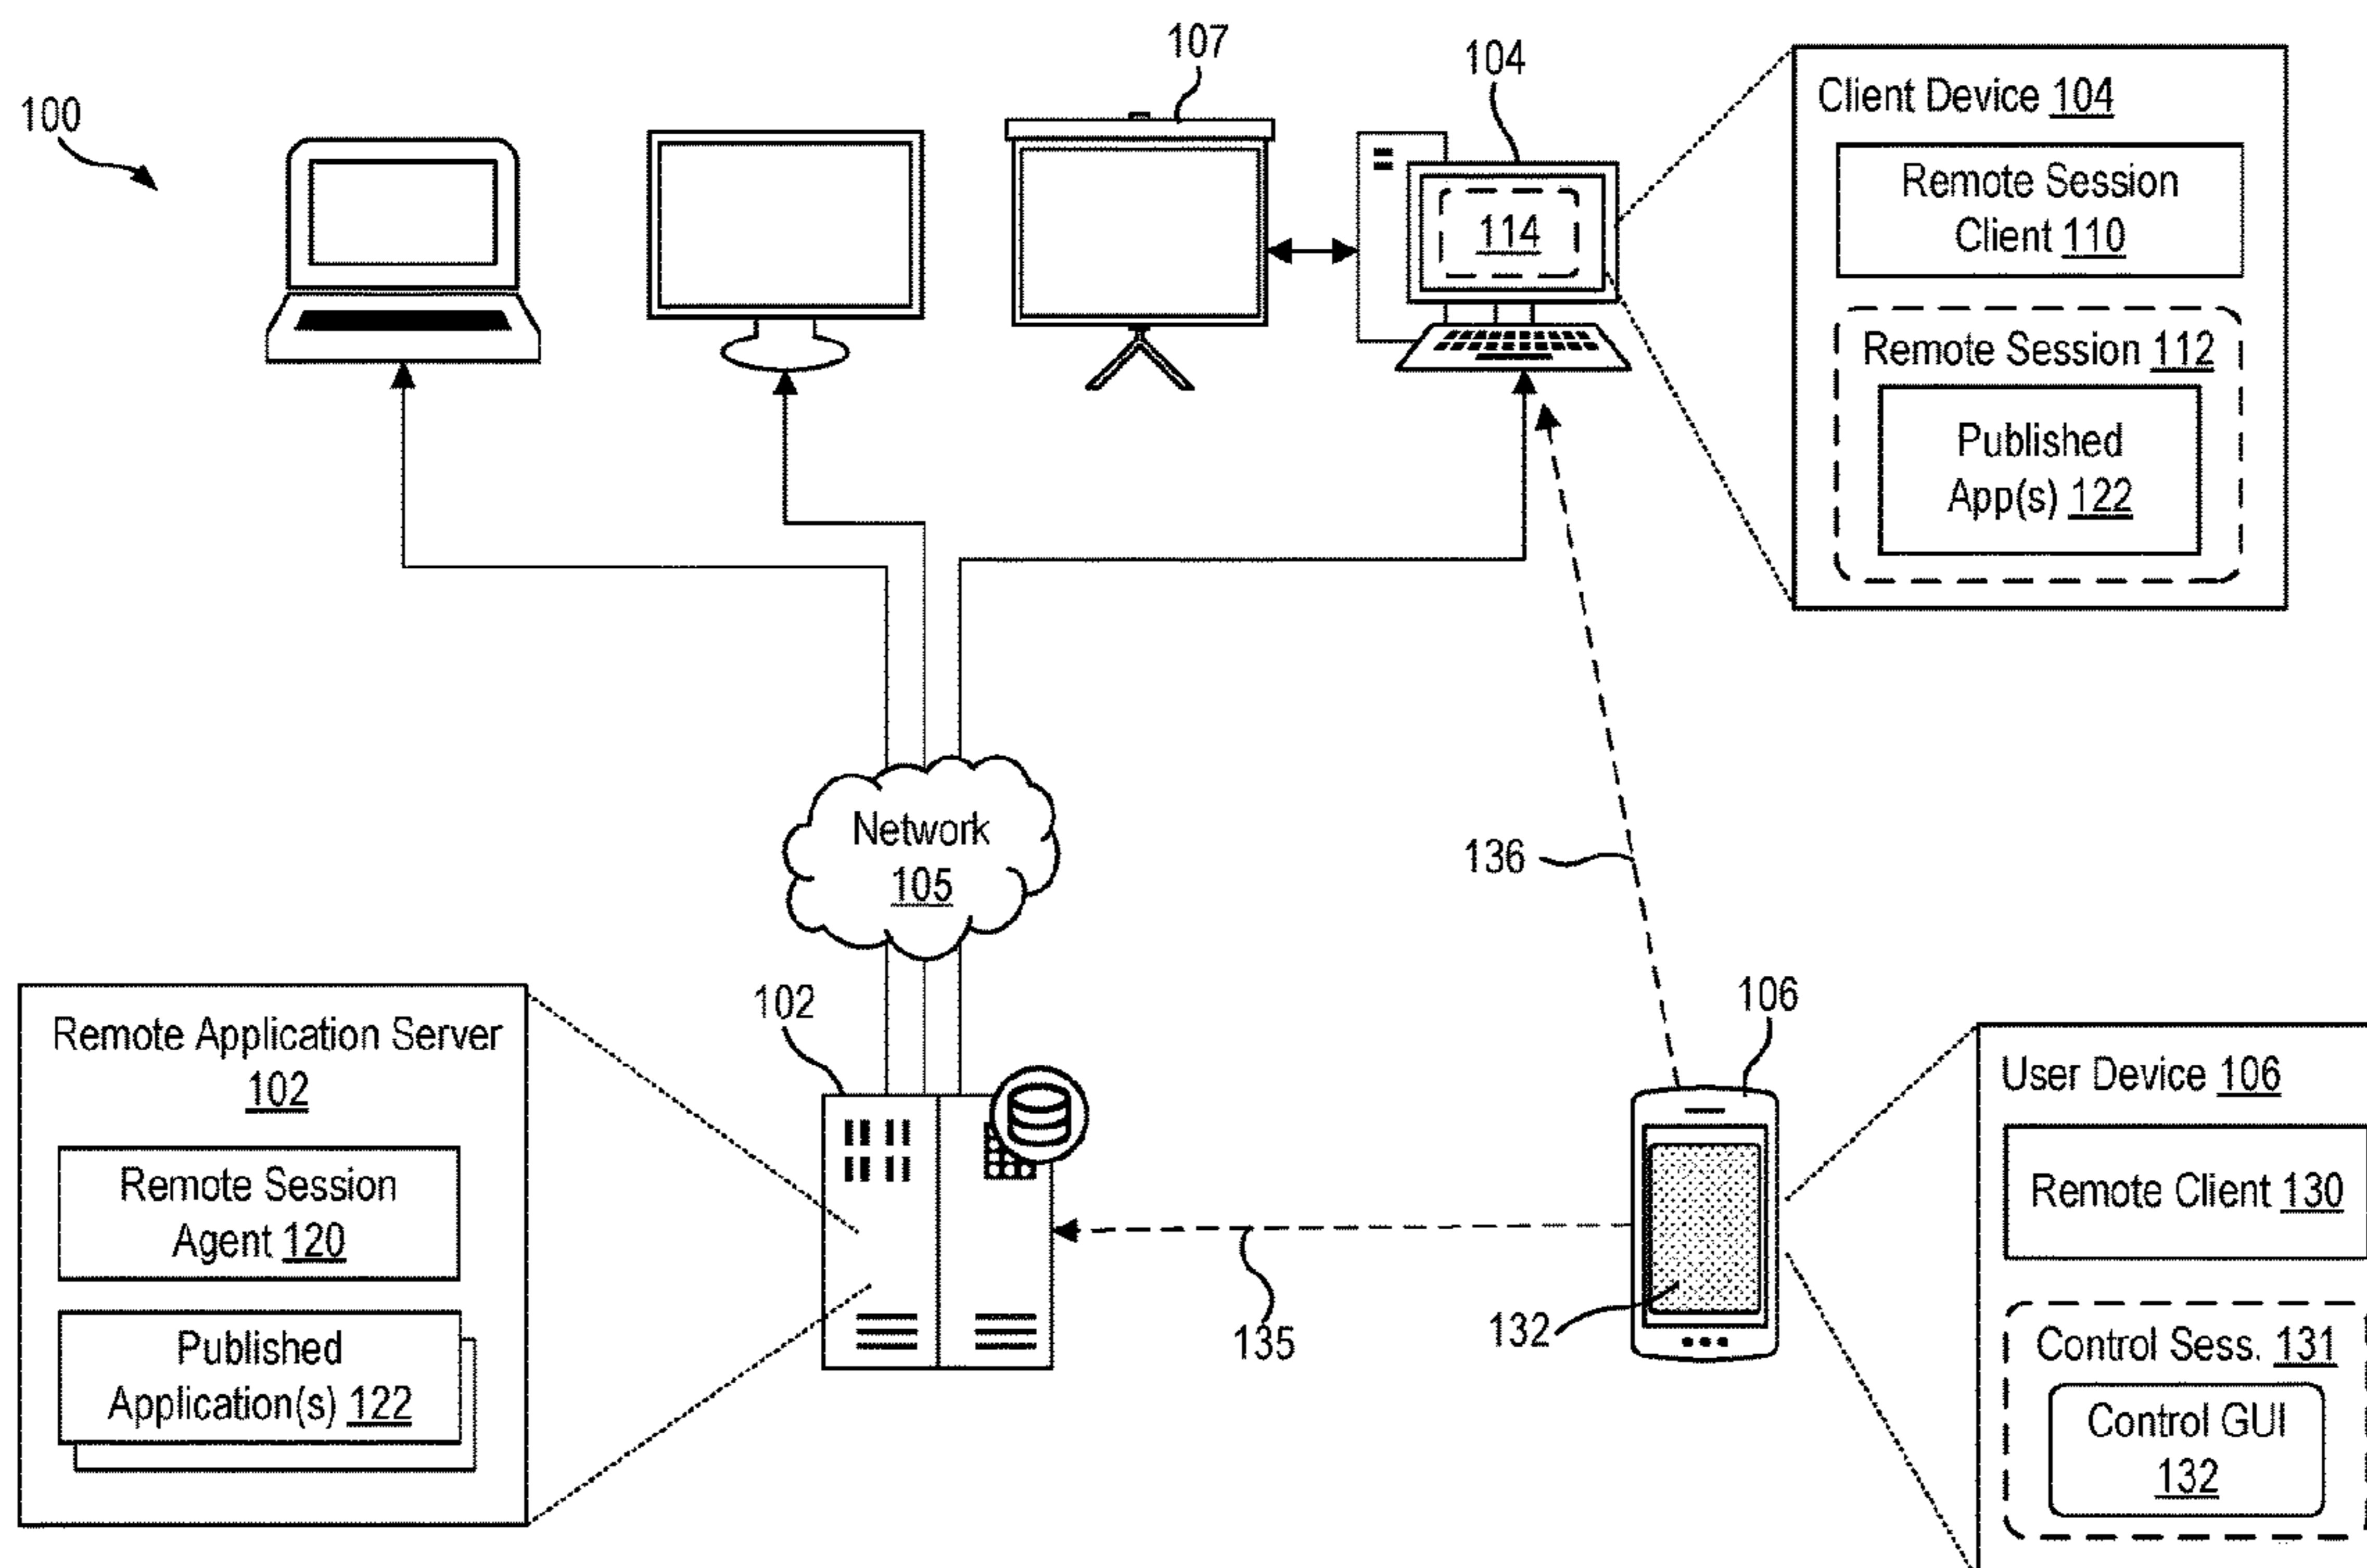 100
107
104
114
Client Device 104
Remote Session
Client 110
Remote Session 112
Published
App(s) 122
Network
105
136
Remote Application Server
102
Remote Session
Agent 120
Published
Application(s) 122
102
135
106
132
User Device 106
Remote Client 130
Control Sess. 131
Control GUI
132